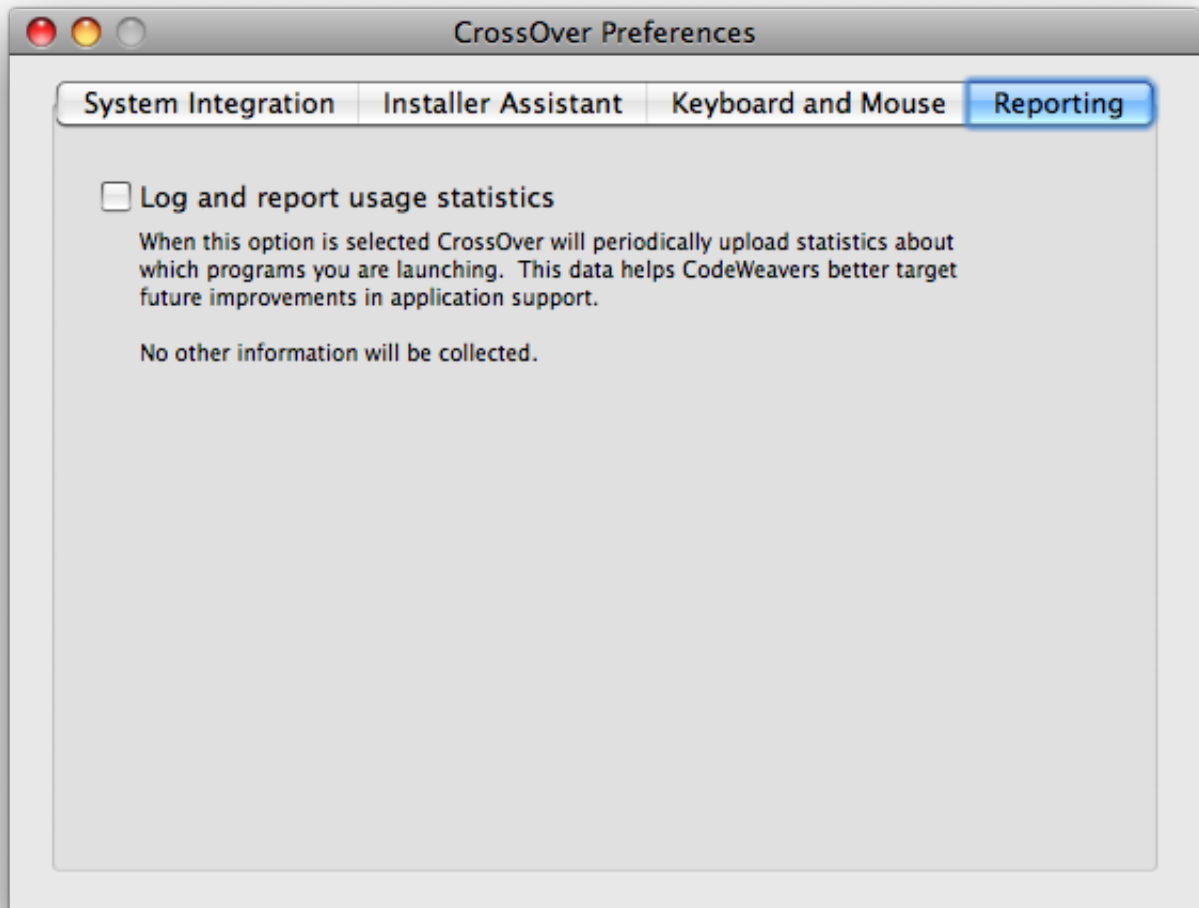 CrossOver Preferences
System Integration
Installer Assistant
Keyboard and Mouse
Reporting
Log and report usage statistics
When this option is selected CrossOver will periodically upload statistics about
which programs you are launching.  This data helps CodeWeavers better target
future improvements in application support.
No other information will be collected.